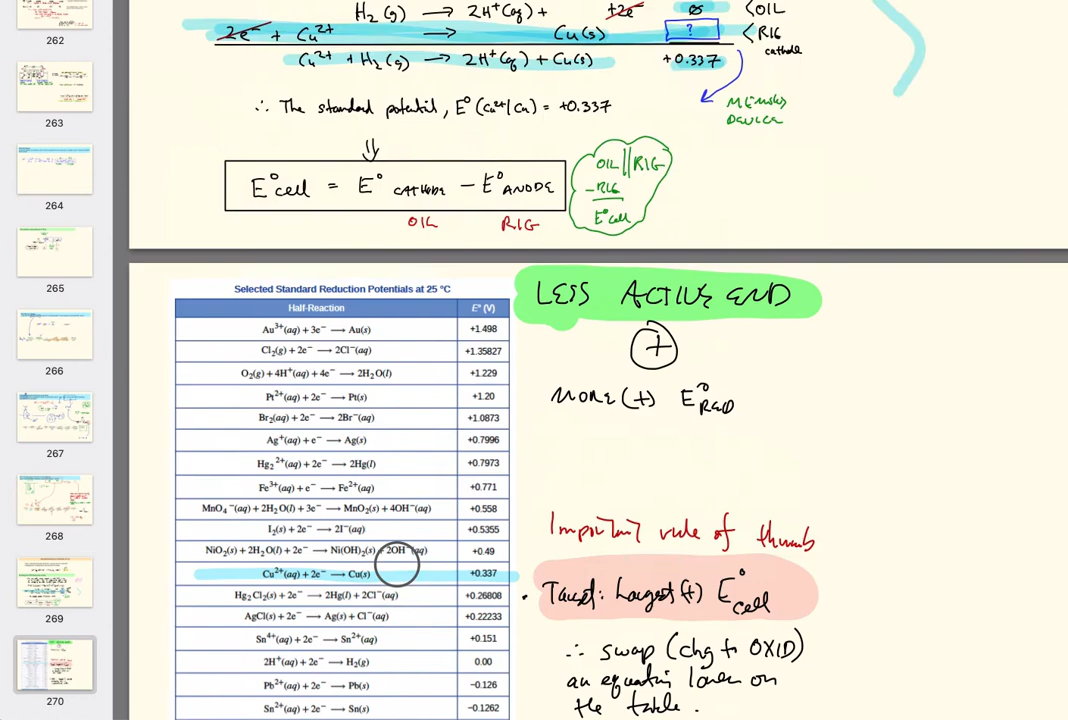 H₂(g) ⟶ 2H⁺(aq) + +2e⁻ <OIL
2e⁻ + Cu²⁺ ⟶ Cu(s) ? <RIG
cathode
Cu²⁺ + H₂(g) ⟶ 2H⁺(aq) + Cu(s) +0.337
∴ The standard potential, E°(Cu²⁺/Cu) = +0.337
DEVICE
⇓
E°cell = E° CATHODE − E° ANODE
OIL RIG
OIL || RIG
−RIG
E°cell
Selected Standard Reduction Potentials at 25 °C
Half-Reaction E° (V)
Au³⁺(aq) + 3e⁻ ⟶ Au(s) +1.498
Cl₂(g) + 2e⁻ ⟶ 2Cl⁻(aq) +1.35827
O₂(g) + 4H⁺(aq) + 4e⁻ ⟶ 2H₂O(l) +1.229
Pt²⁺(aq) + 2e⁻ ⟶ Pt(s) +1.20
Br₂(aq) + 2e⁻ ⟶ 2Br⁻(aq) +1.0873
Ag⁺(aq) + e⁻ ⟶ Ag(s) +0.7996
Hg₂²⁺(aq) + 2e⁻ ⟶ 2Hg(l) +0.7973
Fe³⁺(aq) + e⁻ ⟶ Fe²⁺(aq) +0.771
MnO₄⁻(aq) + 2H₂O(l) + 3e⁻ ⟶ MnO₂(s) + 4OH⁻(aq) +0.558
I₂(s) + 2e⁻ ⟶ 2I⁻(aq) +0.5355
NiO₂(s) + 2H₂O(l) + 2e⁻ ⟶ Ni(OH)₂(s) + 2OH⁻(aq) +0.49
Cu²⁺(aq) + 2e⁻ ⟶ Cu(s) +0.337
Hg₂Cl₂(s) + 2e⁻ ⟶ 2Hg(l) + 2Cl⁻(aq) +0.26808
AgCl(s) + 2e⁻ ⟶ Ag(s) + Cl⁻(aq) +0.22233
Sn⁴⁺(aq) + 2e⁻ ⟶ Sn²⁺(aq) +0.151
2H⁺(aq) + 2e⁻ ⟶ H₂(g) 0.00
Pb²⁺(aq) + 2e⁻ ⟶ Pb(s) −0.126
Sn²⁺(aq) + 2e⁻ ⟶ Sn(s) −0.1262
LESS ACTIVE END
+
MORE (+) E°RED
Important rule of thumb
• Target: Largest (+) E°cell
∴ swap (chg to OXID)
an equation lower on
the table.
262
263
264
265
266
267
268
269
270